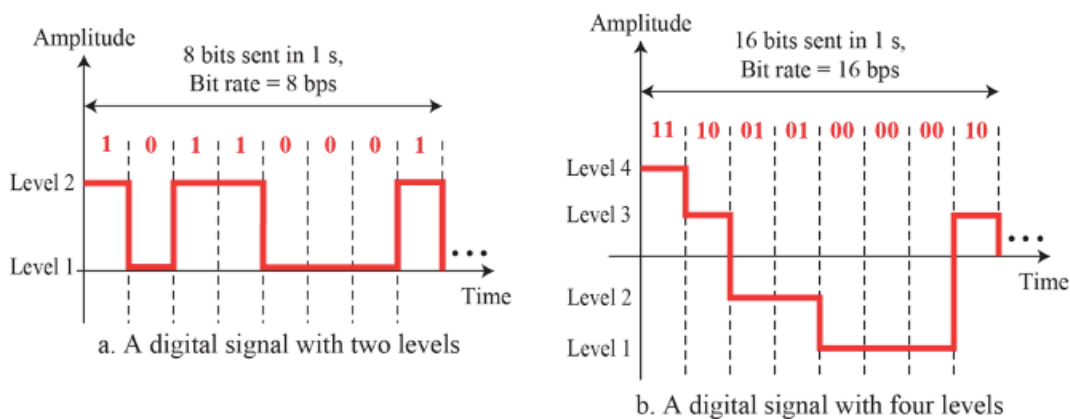 Amplitude
8 bits sent in 1 s,
Bit rate = 8 bps
1 0 1 1 0 0 0 1
Level 2
Level 1
...
Time
a. A digital signal with two levels
Amplitude
16 bits sent in 1 s,
Bit rate = 16 bps
11 10 01 01 00 00 00 10
Level 4
Level 3
...
Time
Level 2
Level 1
b. A digital signal with four levels